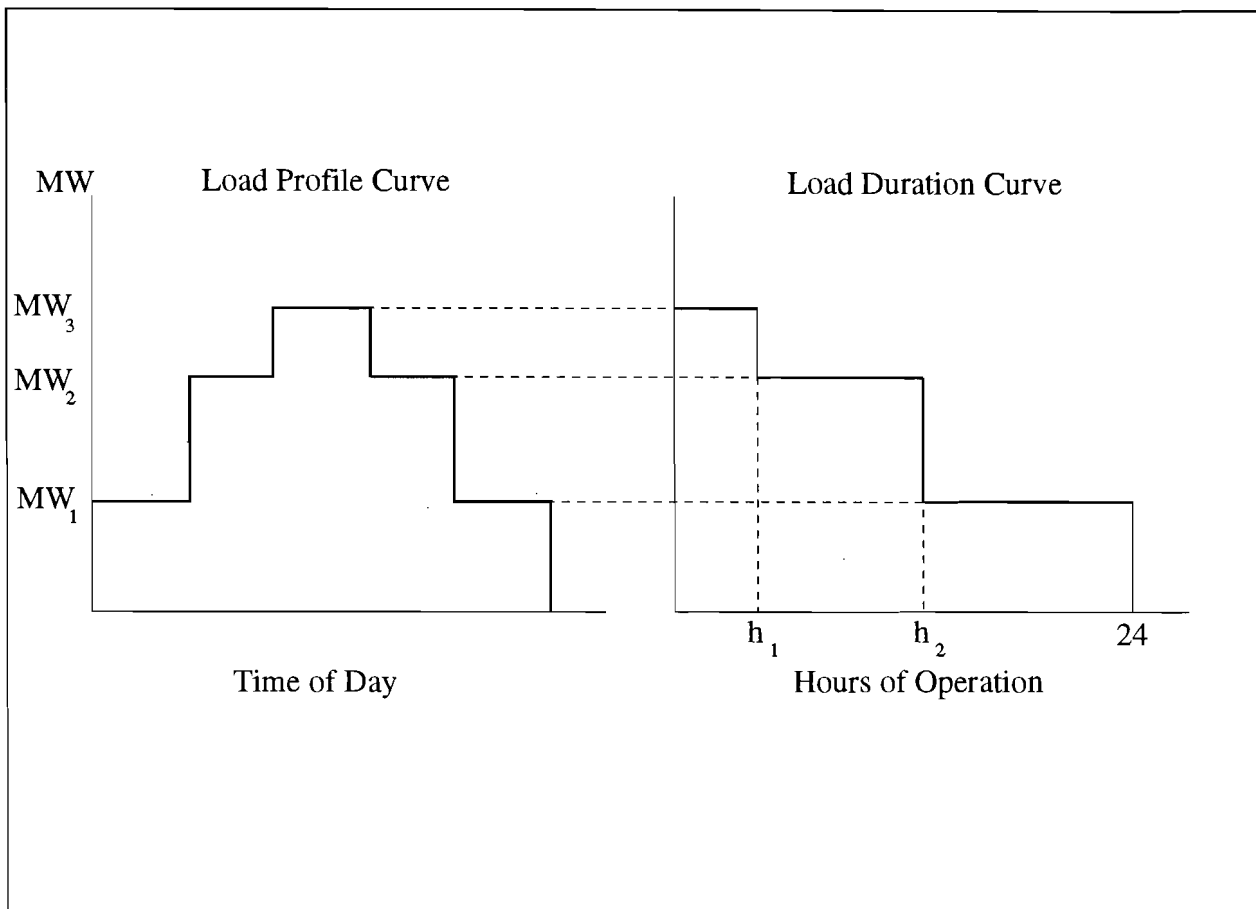 MW
Load Profile Curve
Load Duration Curve
MW3
MW2
MW1
h1
h2
24
Time of Day
Hours of Operation